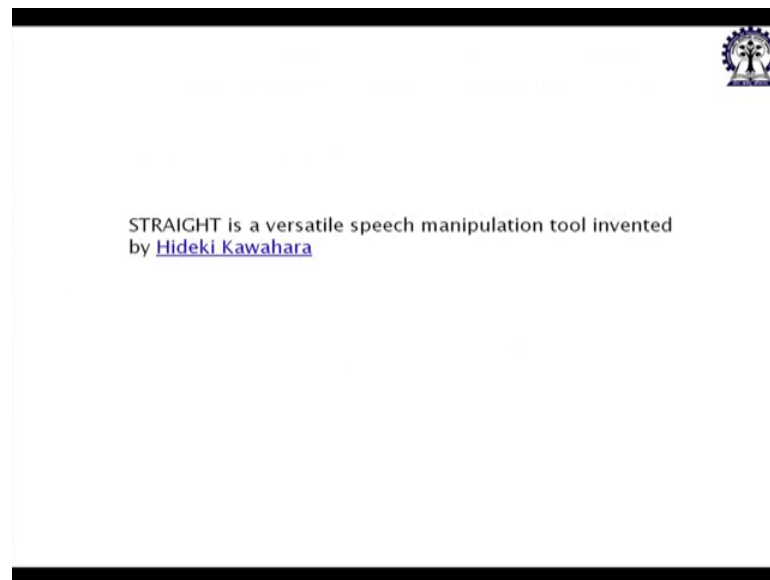 STRAIGHT is a versatile speech manipulation tool invented
by Hideki Kawahara